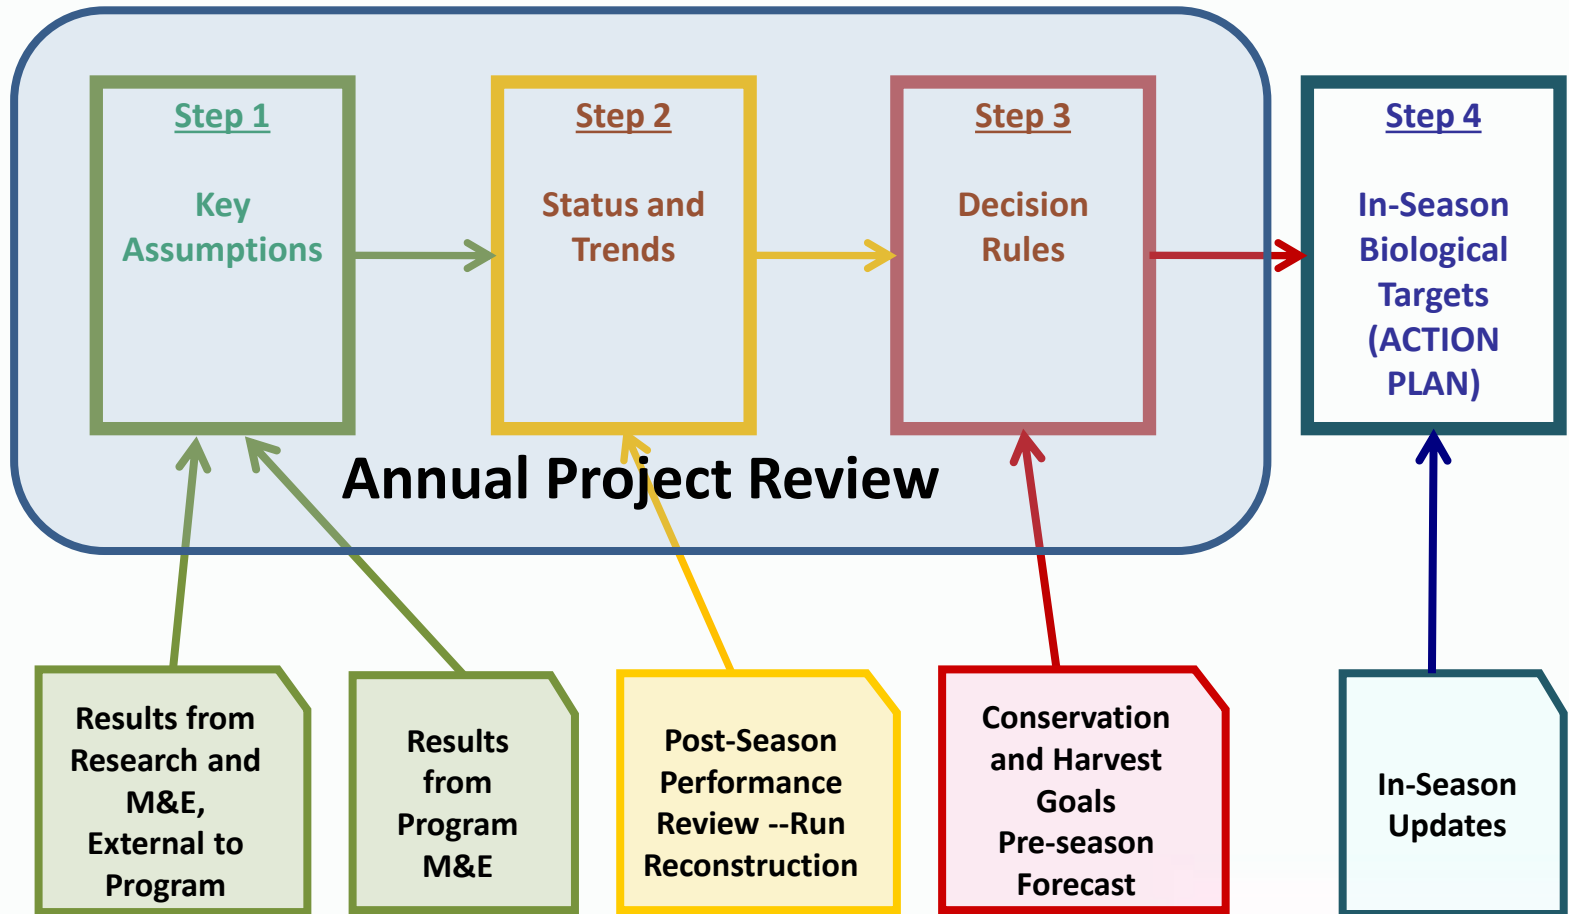 Step 1
Key
Assumptions
Step 2
Status and
Trends
Step 3
Decision
Rules
Step 4
In-Season
Biological
Targets
(ACTION
PLAN)
Annual Project Review
Results from
Research and
M&E,
External to
Program
Results
from
Program
M&E
Post-Season
Performance
Review --Run
Reconstruction
Conservation
and Harvest
Goals
Pre-season
Forecast
In-Season
Updates